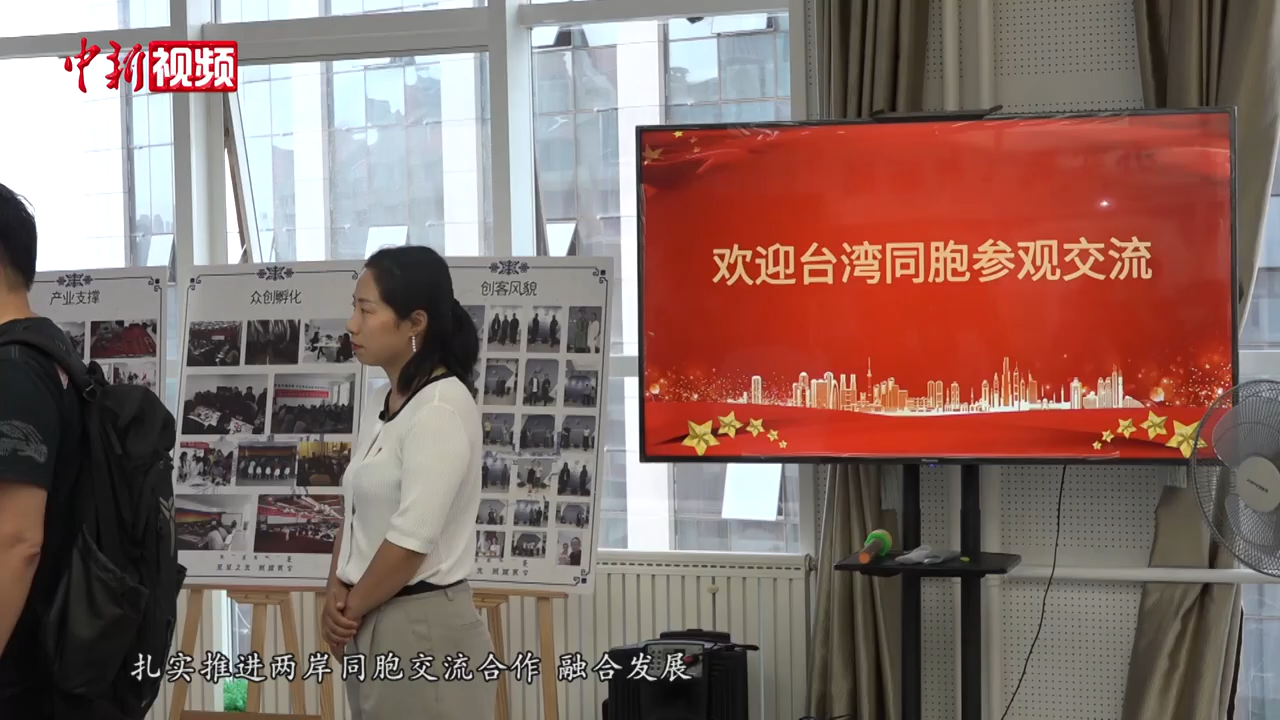 中新视频
欢迎台湾同胞参观交流
产业支撑
众创孵化
创客风貌
扎实推进两岸同胞交流合作 融合发展